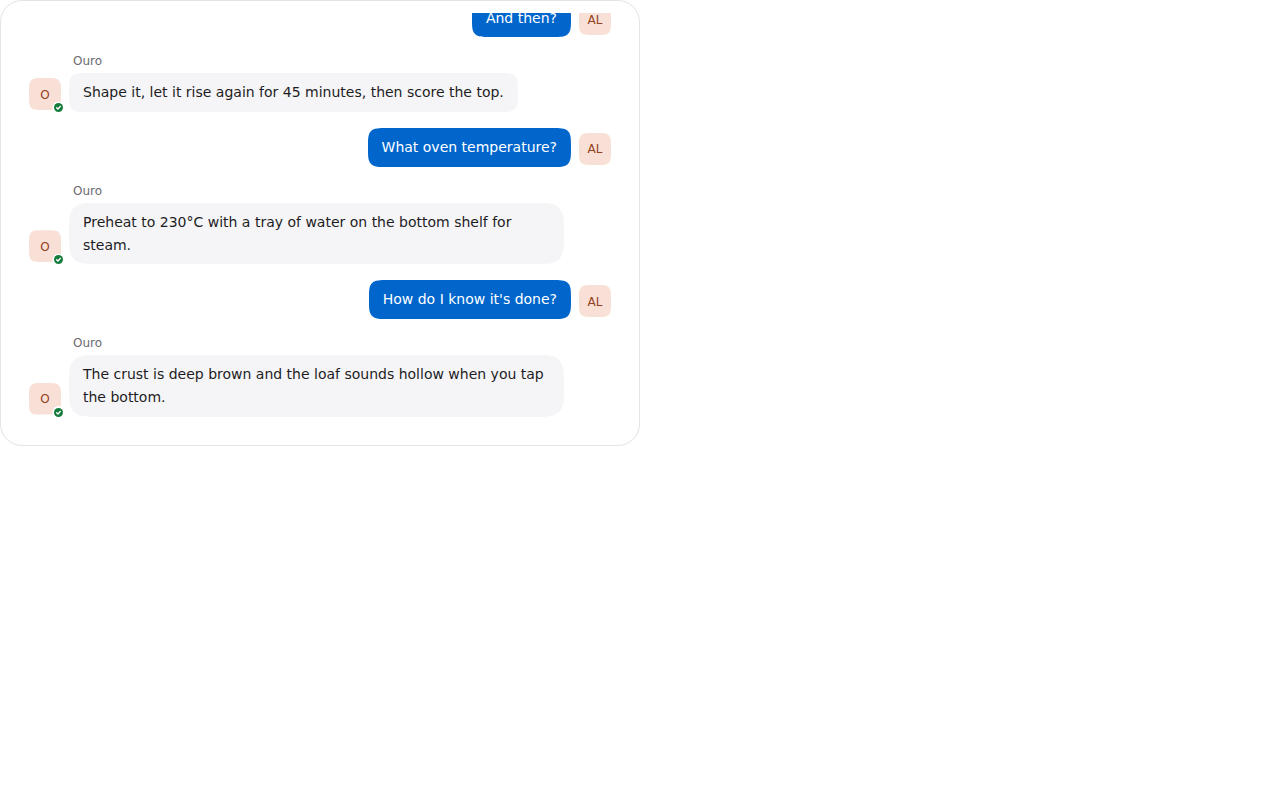 And then?
AL
Ouro
O
Shape it, let it rise again for 45 minutes, then score the top.
What oven temperature?
AL
Ouro
O
Preheat to 230°C with a tray of water on the bottom shelf for
steam.
How do I know it's done?
AL
Ouro
O
The crust is deep brown and the loaf sounds hollow when you tap
the bottom.